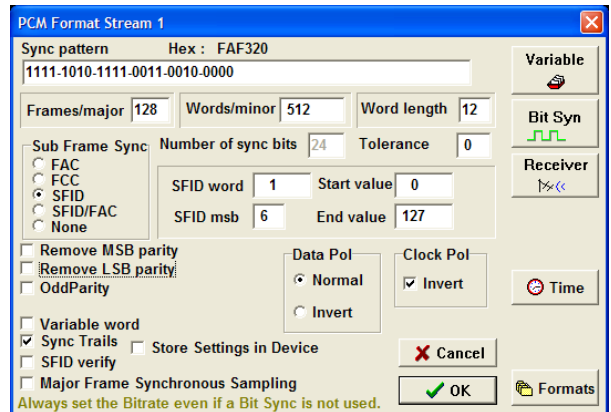 PCM Format Stream 1
Sync pattern Hex : FAF320
1111-1010-1111-0011-0010-0000
Variable
Frames/major 128 Words/minor 512 Word length 12
Bit Syn
Sub Frame Sync Number of sync bits 24 Tolerance 0
FAC
FCC
SFID
SFID/FAC
None
SFID word 1 Start value 0
SFID msb 6 End value 127
Receiver
Remove MSB parity
Remove LSB parity
OddParity
Data Pol
Normal
Invert
Clock Pol
Invert
Time
Variable word
Sync Trails Store Settings in Device
SFID verify
Cancel
Major Frame Synchronous Sampling
OK
Formats
Always set the Bitrate even if a Bit Sync is not used.